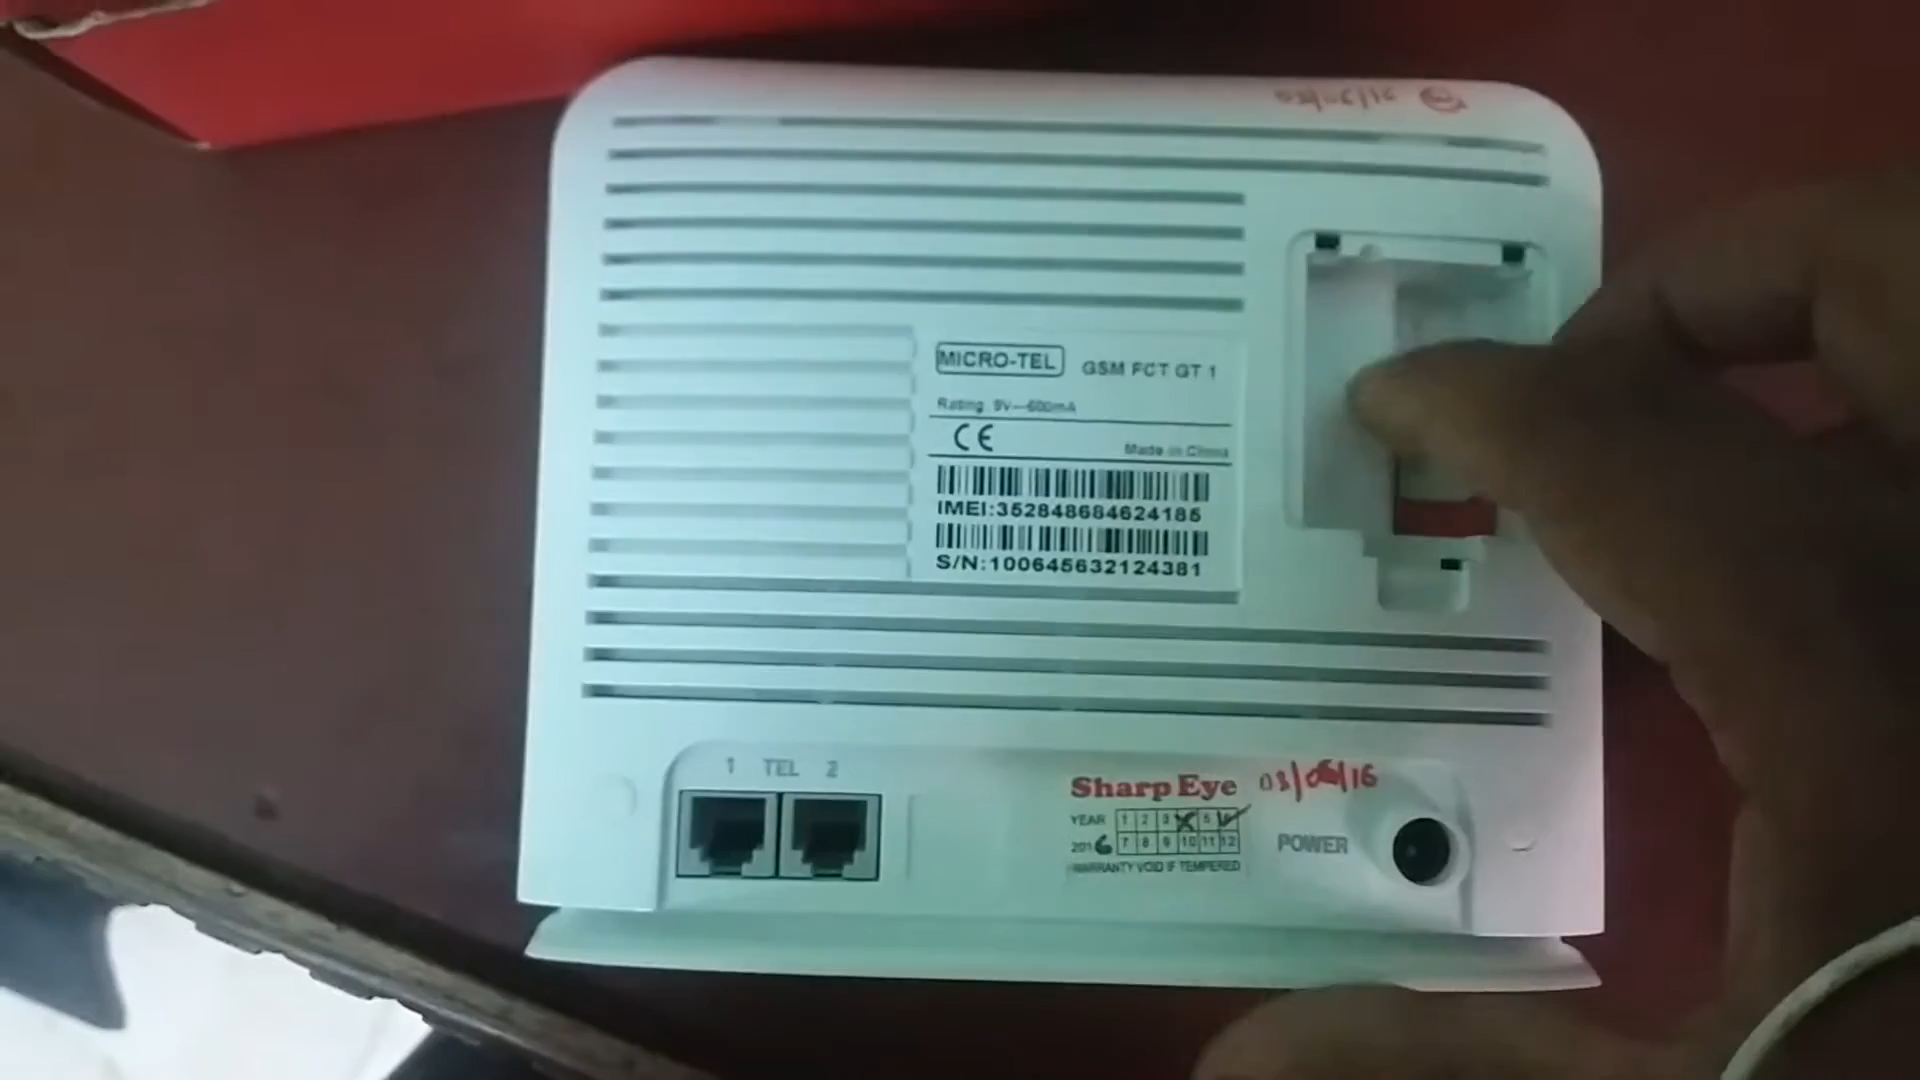 MICRO-TEL GSM FCT GT 1
Rating 9V—600mA
CE
Made in China
IMEI:352848684624185
S/N:100645632124381
1 TEL 2
Sharp Eye 03/06/16
YEAR 1 2 3 5 6
2016 7 8 9 10 11 12
WARRANTY VOID IF TEMPERED
POWER